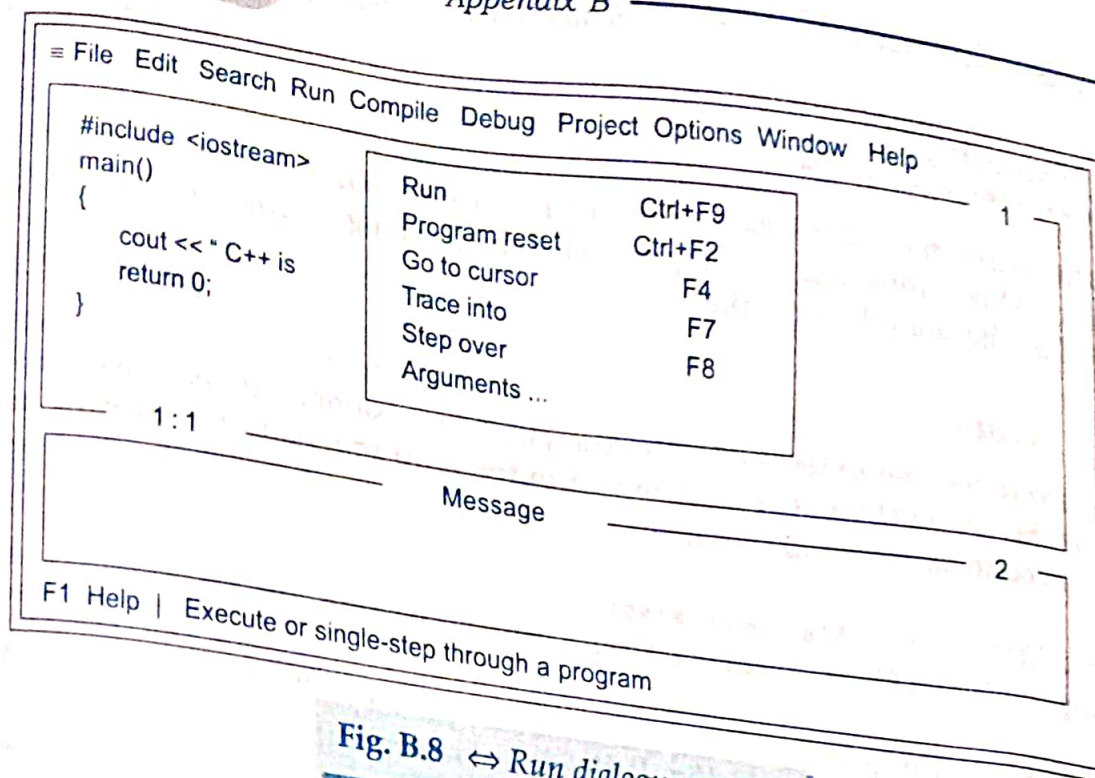 Appendix B
≡ File Edit Search Run Compile Debug Project Options Window Help
1
#include <iostream>
main()
{
cout << " C++ is
return 0;
}
Run Ctrl+F9
Program reset Ctrl+F2
Go to cursor F4
Trace into F7
Step over F8
Arguments ...
1 : 1
Message
2
F1 Help | Execute or single-step through a program
Fig. B.8 ⇔ Run